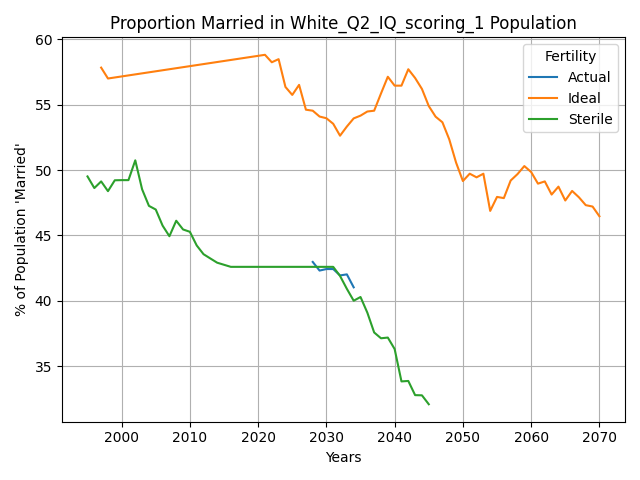 Proportion Married in White_Q2_IQ_scoring_1 Population
Fertility
Actual
Ideal
Sterile
% of Population 'Married'
60
55
50
45
40
35
2000 2010 2020 2030 2040 2050 2060 2070
Years